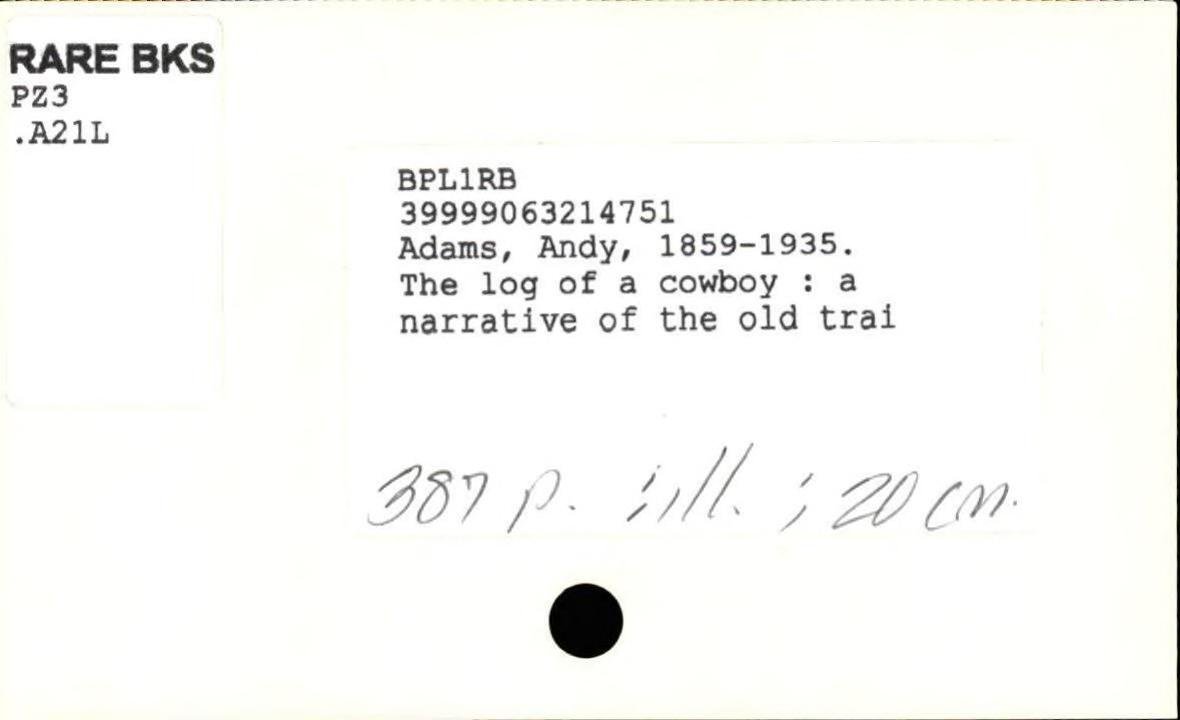 RARE BKS
PZ3
.A21L
BPL1RB
39999063214751
Adams, Andy, 1859-1935.
The log of a cowboy : a
narrative of the old trai
387 p. : ill. ; 20 cm.